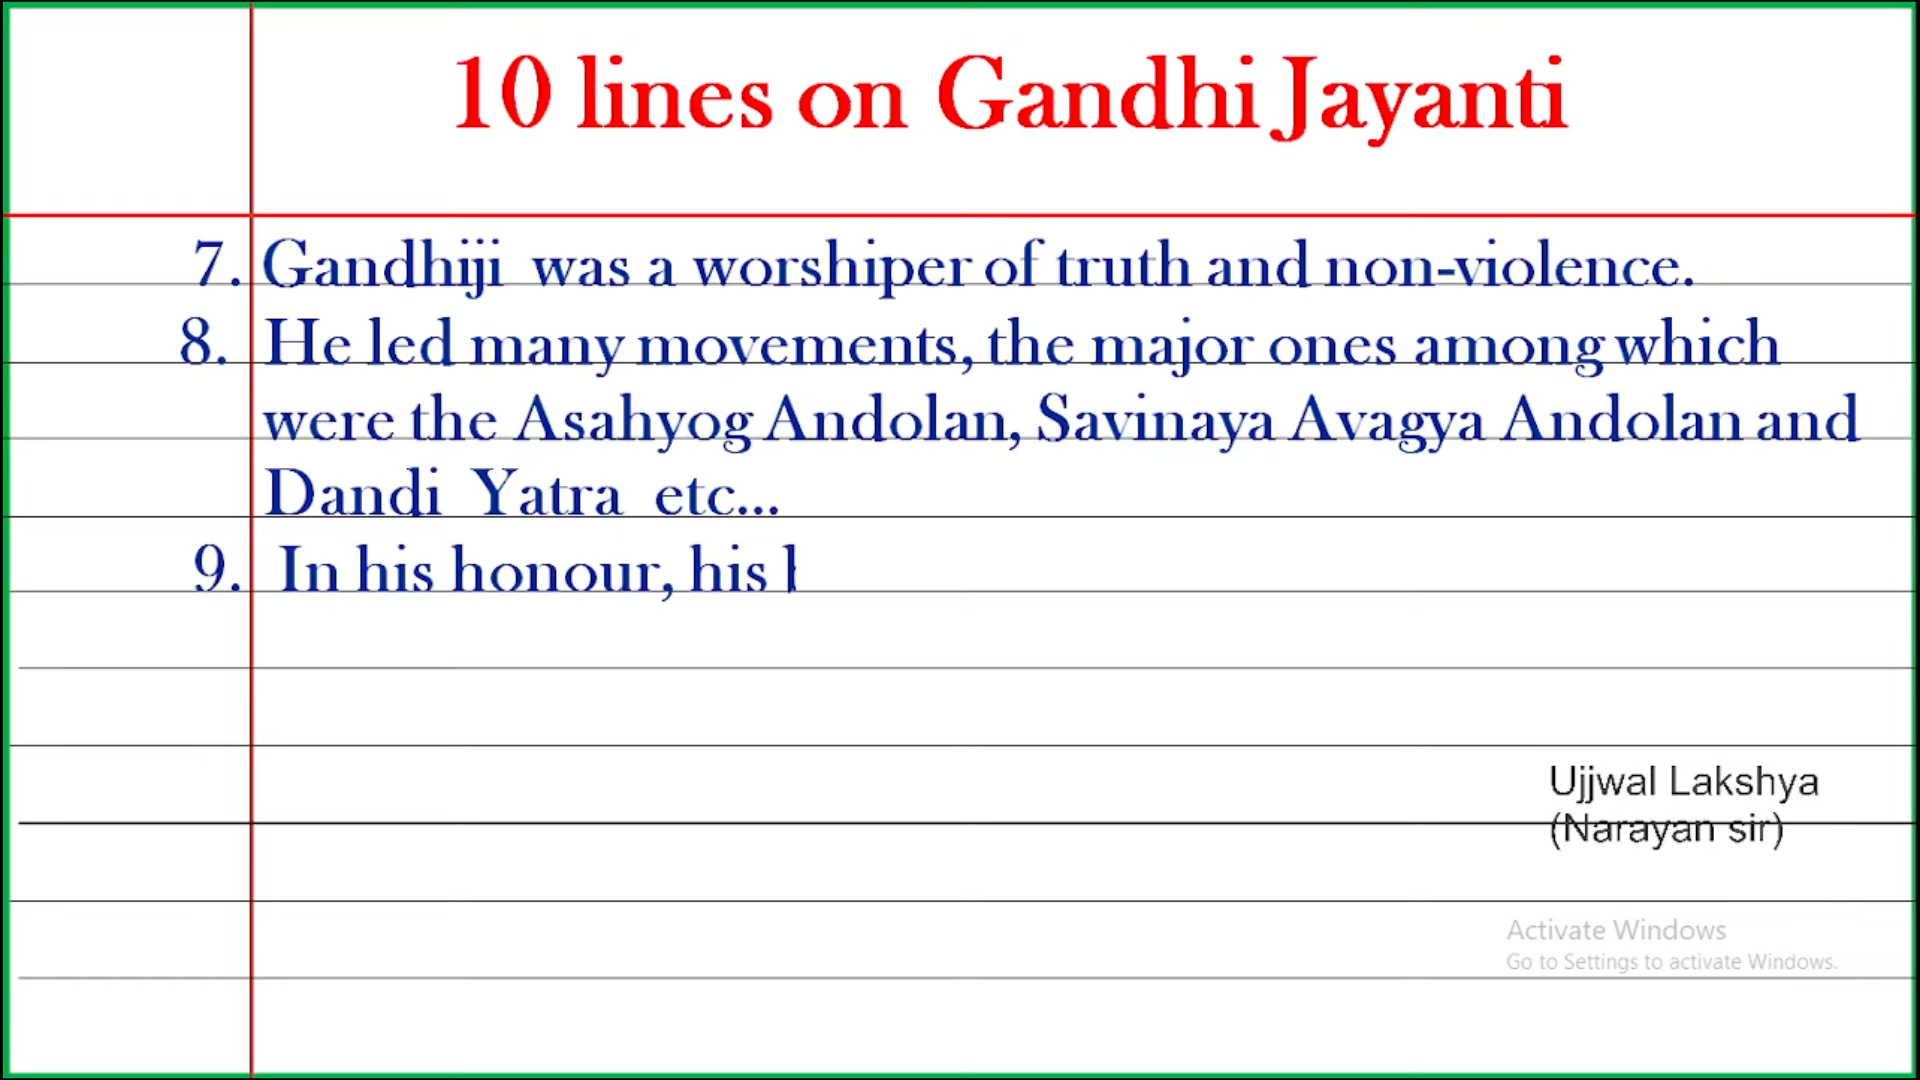 10 lines on Gandhi Jayanti
7. Gandhiji was a worshiper of truth and non-violence.
8. He led many movements, the major ones among which
were the Asahyog Andolan, Savinaya Avagya Andolan and
Dandi Yatra etc...
9. In his honour, his
Ujjwal Lakshya
(Narayan sir)
Activate Windows
Go to Settings to activate Windows.